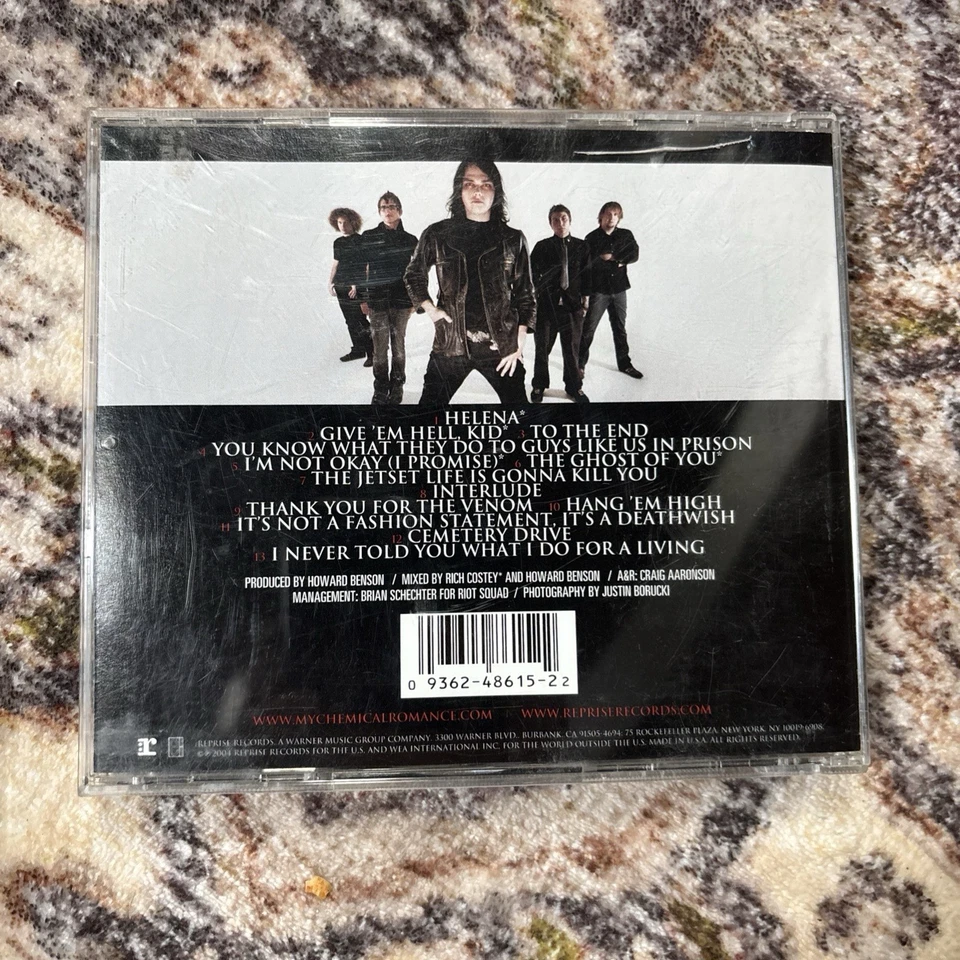 1 HELENA*
2 GIVE 'EM HELL, KID* 3 TO THE END
4 YOU KNOW WHAT THEY DO TO GUYS LIKE US IN PRISON
5 I'M NOT OKAY (I PROMISE)* 6 THE GHOST OF YOU*
7 THE JETSET LIFE IS GONNA KILL YOU
8 INTERLUDE
9 THANK YOU FOR THE VENOM 10 HANG 'EM HIGH
11 IT'S NOT A FASHION STATEMENT, IT'S A DEATHWISH
12 CEMETERY DRIVE
13 I NEVER TOLD YOU WHAT I DO FOR A LIVING
PRODUCED BY HOWARD BENSON / MIXED BY RICH COSTEY* AND HOWARD BENSON / A&R: CRAIG AARONSON
MANAGEMENT: BRIAN SCHECHTER FOR RIOT SQUAD / PHOTOGRAPHY BY JUSTIN BORUCKI
0 9362-48615-2 2
WWW.MYCHEMICALROMANCE.COM WWW.REPRISERECORDS.COM
r REPRISE RECORDS. A WARNER MUSIC GROUP COMPANY. 3300 WARNER BLVD. BURBANK, CA 91505-4694. 75 ROCKEFELLER PLAZA, NEW YORK, NY 10019-6908.
© ℗ 2004 REPRISE RECORDS FOR THE U.S. AND WEA INTERNATIONAL INC. FOR THE WORLD OUTSIDE THE U.S. MADE IN U.S.A. ALL RIGHTS RESERVED.